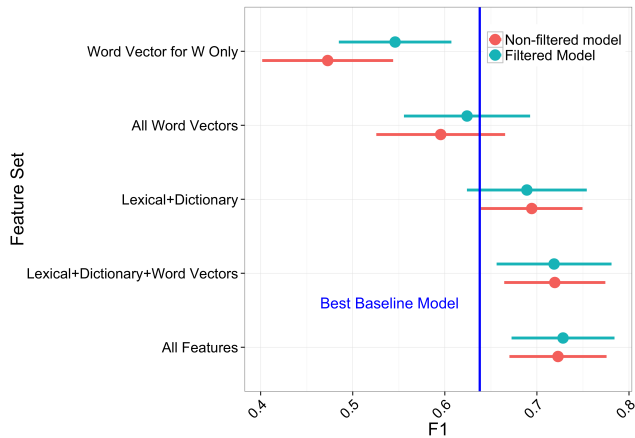 Non-filtered model
Filtered Model
Feature Set
Word Vector for W Only
All Word Vectors
Lexical+Dictionary
Lexical+Dictionary+Word Vectors
Best Baseline Model
All Features
0.4 0.5 0.6 0.7 0.8
F1